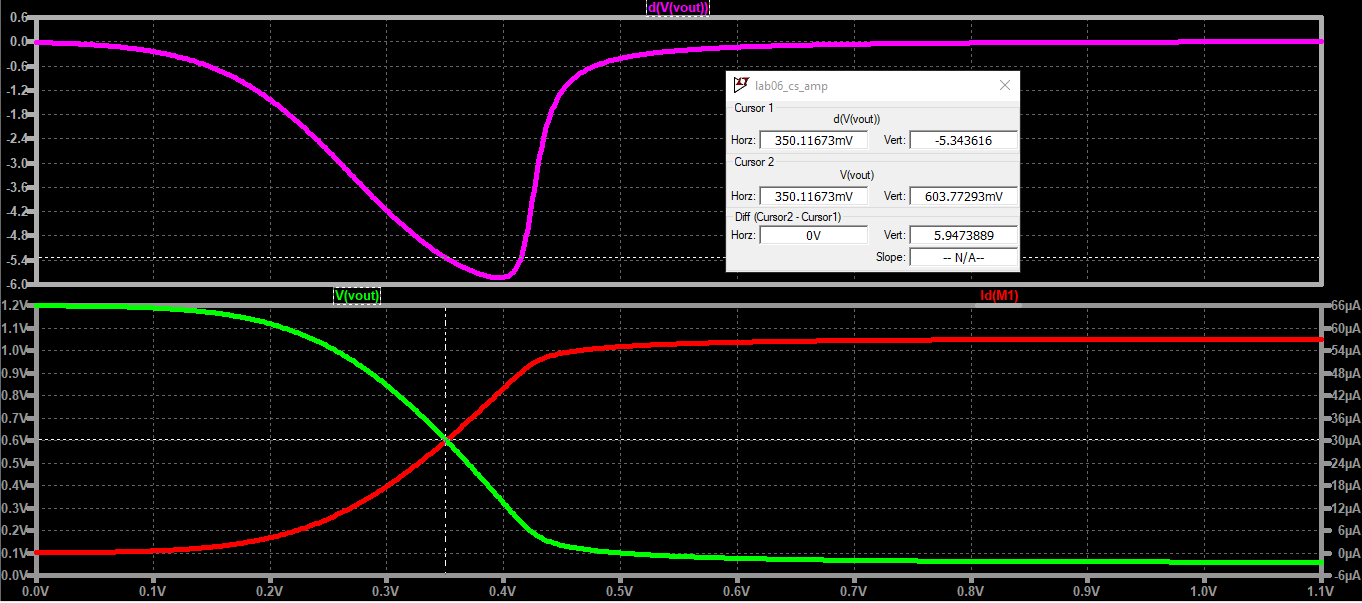 d(V(vout))
0.6
0.0
-0.6
-1.2
-1.8
-2.4
-3.0
-3.6
-4.2
-4.8
-5.4
-6.0
lab06_cs_amp
Cursor 1
d(V(vout))
Horz: 350.11673mV Vert: -5.343616
Cursor 2
V(vout)
Horz: 350.11673mV Vert: 603.77293mV
Diff (Cursor2 - Cursor1)
Horz: 0V Vert: 5.9473889
Slope: -- N/A--
V(vout) Id(M1)
1.2V 66µA
1.1V 60µA
1.0V 54µA
0.9V 48µA
0.8V 42µA
0.7V 36µA
0.6V 30µA
0.5V 24µA
0.4V 18µA
0.3V 12µA
0.2V 6µA
0.1V 0µA
0.0V -6µA
0.0V 0.1V 0.2V 0.3V 0.4V 0.5V 0.6V 0.7V 0.8V 0.9V 1.0V 1.1V